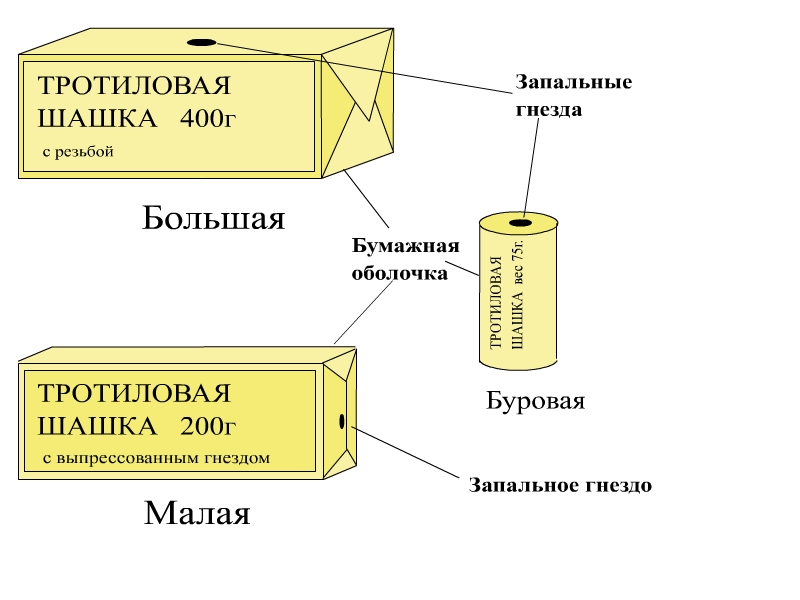 ТРОТИЛОВАЯ
ШАШКА 400г
с резьбой
Запальные
гнезда
Большая
Бумажная
оболочка
ТРОТИЛОВАЯ
ШАШКА вес 75г.
Буровая
ТРОТИЛОВАЯ
ШАШКА 200г
с выпрессованным гнездом
Запальное гнездо
Малая